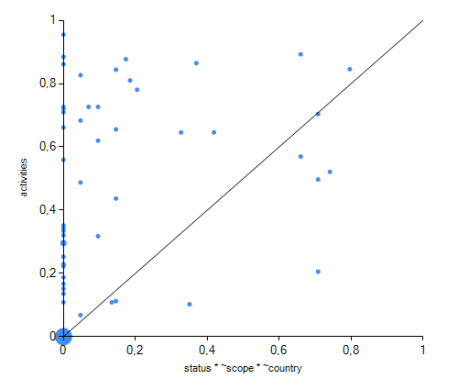 1
0,8
0,6
0,4
0,2
0
0 0,2 0,4 0,6 0,8 1
activities
status * ~scope * ~country